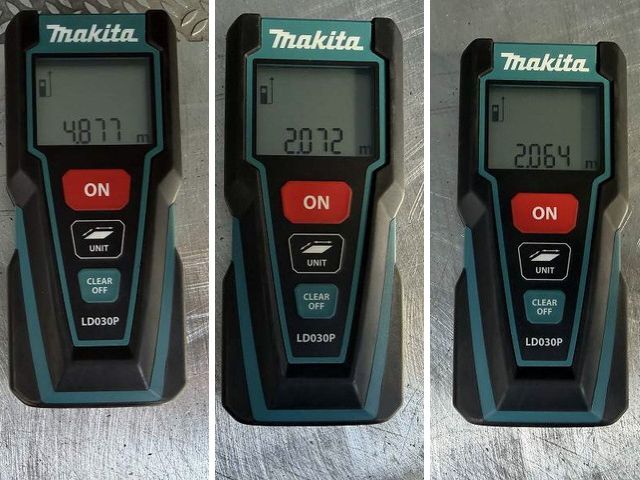 makita
4.877 m
ON
UNIT
CLEAR
OFF
LD030P
makita
2.072 m
ON
UNIT
CLEAR
OFF
LD030P
makita
2.064 m
ON
UNIT
CLEAR
OFF
LD030P